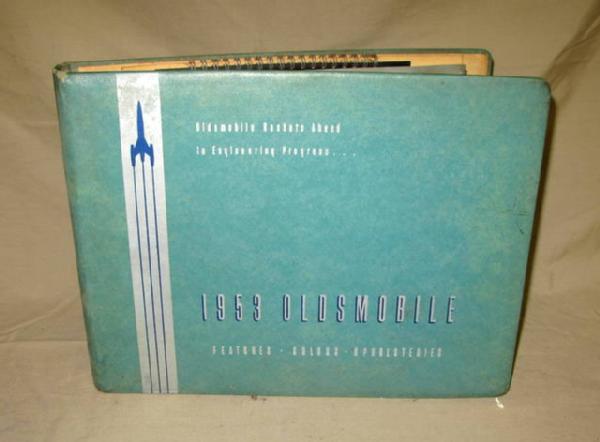 Oldsmobile Rockets Ahead
in Engineering Progress . . .
1953 OLDSMOBILE
FEATURES · COLORS · UPHOLSTERIES